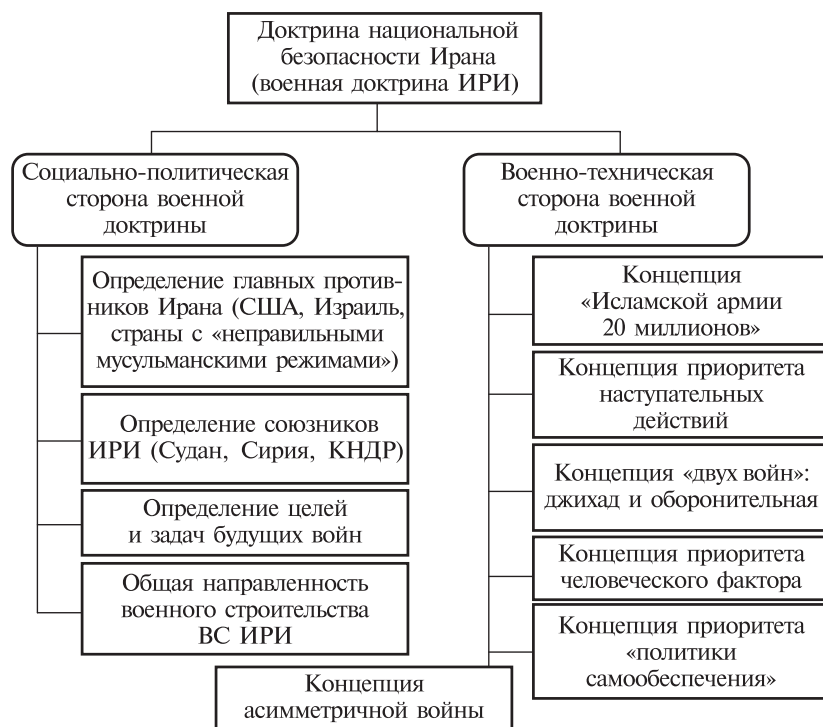 Доктрина национальной
безопасности Ирана
(военная доктрина ИРИ)
Социально-политическая
сторона военной
доктрины
Определение главных против-
ников Ирана (США, Израиль,
страны с «неправильными
мусульманскими режимами»)
Определение союзников
ИРИ (Судан, Сирия, КНДР)
Определение целей
и задач будущих войн
Общая направленность
военного строительства
ВС ИРИ
Военно-техническая
сторона военной
доктрины
Концепция
«Исламской армии
20 миллионов»
Концепция приоритета
наступательных
действий
Концепция «двух войн»:
джихад и оборонительная
Концепция приоритета
человеческого фактора
Концепция приоритета
«политики
самообеспечения»
Концепция
асимметричной войны